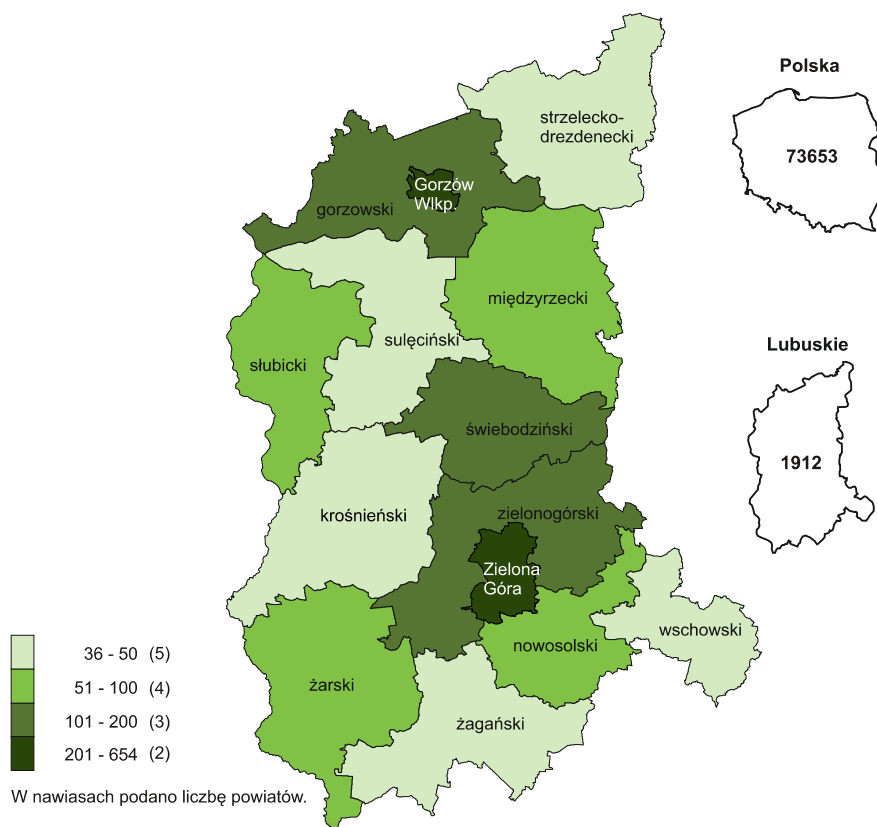 Polska
73653
strzelecko-
drezdenecki
Gorzów
Wlkp.
gorzowski
międzyrzecki
sulęciński
słubicki
Lubuskie
1912
świebodziński
krośnieński
zielonogórski
Zielona
Góra
wschowski
nowosolski
żarski
żagański
36 - 50 (5)
51 - 100 (4)
101 - 200 (3)
201 - 654 (2)
W nawiasach podano liczbę powiatów.